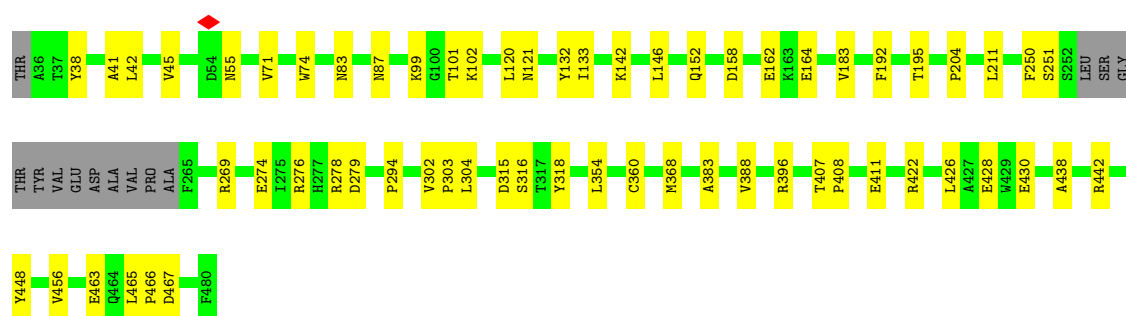 THR A36 T37 Y38 A41 L42 V45 D54 N55 V71 W74 N83 N87 K99 G100 T101 K102 L120 N121 Y132 I133 K142 L146 Q152 D158 E162 K163 E164 V183 F192 T195 P204 L211 F250 S251 S252 LEU SER GLY
THR TYR VAL GLU ASP ALA VAL PRO ALA F265 R269 E274 I275 R276 H277 R278 D279 P294 V302 P303 L304 D315 S316 T317 Y318 L354 C360 M368 A383 V388 R396 T407 P408 E411 R422 L426 A427 E428 W429 E430 A438 R442
Y448 V456 E463 Q464 L465 P466 D467 F480